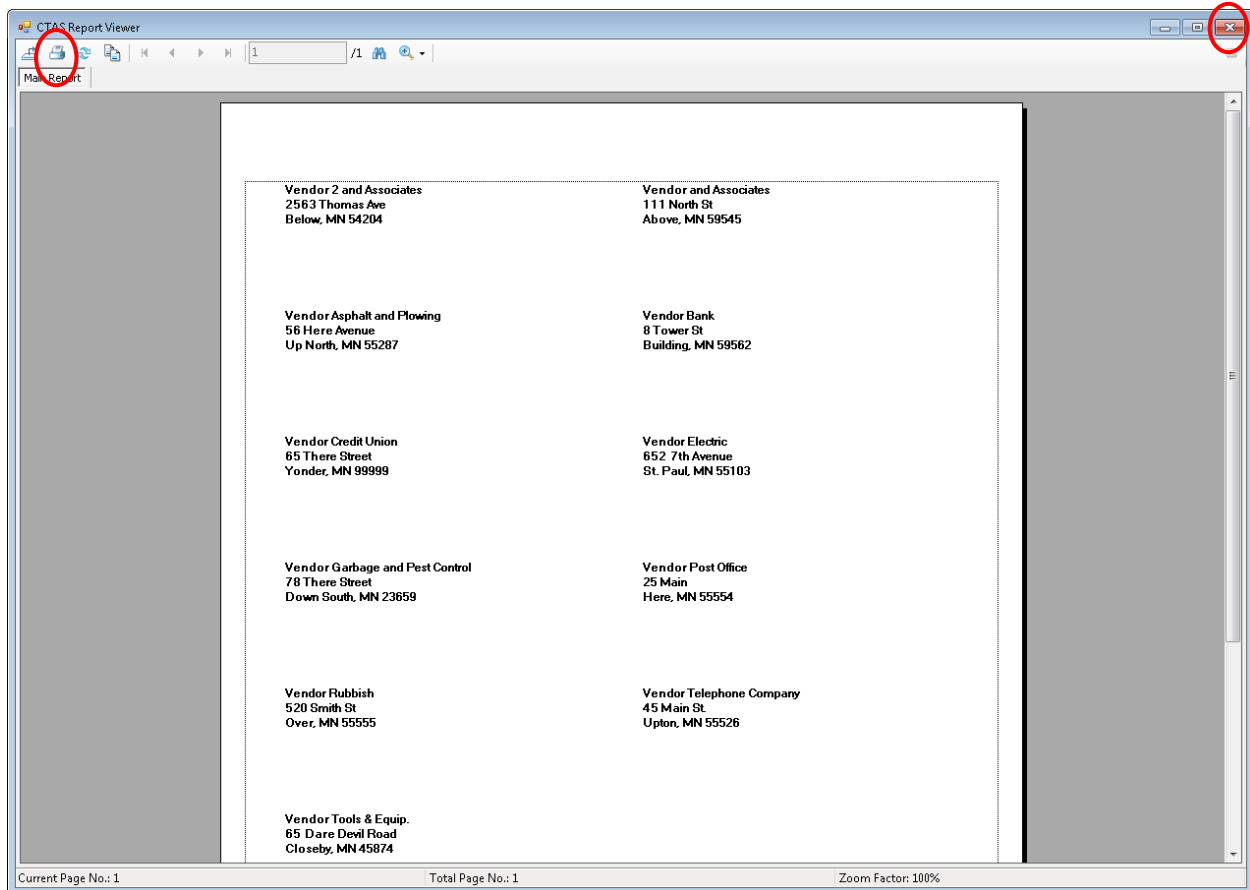 CTAS Report Viewer
1 /1
Main Report
Vendor 2 and Associates
2563 Thomas Ave
Below, MN 54204
Vendor and Associates
111 North St
Above, MN 59545
Vendor Asphalt and Plowing
56 Here Avenue
Up North, MN 55287
Vendor Bank
8 Tower St
Building, MN 59562
Vendor Credit Union
65 There Street
Yonder, MN 99999
Vendor Electric
652 7th Avenue
St. Paul, MN 55103
Vendor Garbage and Pest Control
78 There Street
Down South, MN 23659
Vendor Post Office
25 Main
Here, MN 55554
Vendor Rubbish
520 Smith St
Over, MN 55555
Vendor Telephone Company
45 Main St.
Upton, MN 55526
Vendor Tools & Equip.
65 Dare Devil Road
Closeby, MN 45874
Current Page No.: 1
Total Page No.: 1
Zoom Factor: 100%